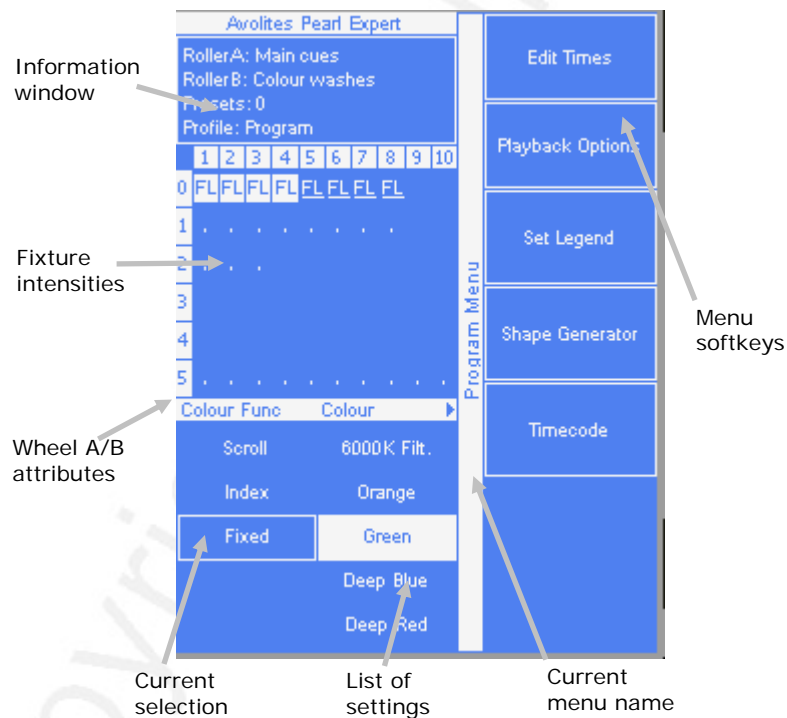 Avolites Pearl Expert
RollerA: Main cues
RollerB: Colour washes
Presets: 0
Profile: Program
1 2 3 4 5 6 7 8 9 10
0 FL FL FL FL FL FL FL FL
1 . . . . . . . .
2 . . .
3
4
5 . . . . . . . . . .
Colour Func Colour
Scroll 6000K Filt.
Index Orange
Fixed Green
Deep Blue
Deep Red
Program Menu
Edit Times
Playback Options
Set Legend
Shape Generator
Timecode
Information
window
Fixture
intensities
Wheel A/B
attributes
Current
selection
List of
settings
Current
menu name
Menu
softkeys